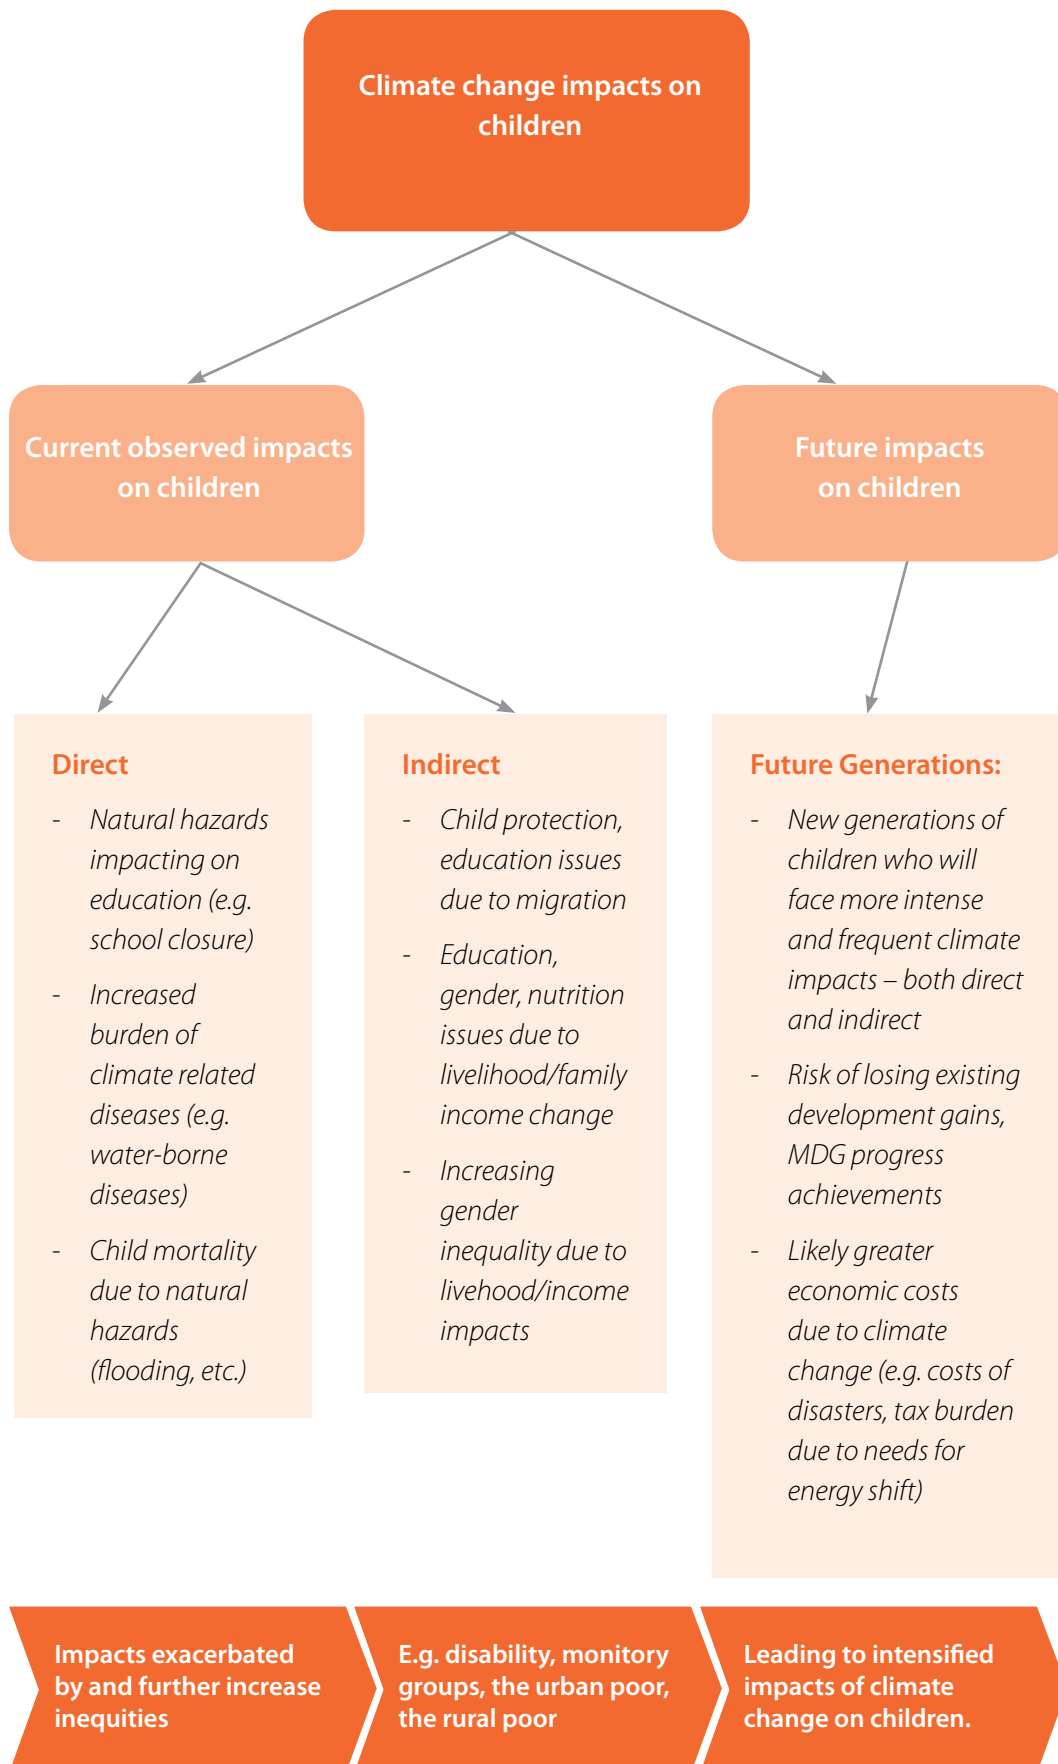 Climate change impacts on
children
Current observed impacts
on children
Future impacts
on children
Direct
- Natural hazards
impacting on
education (e.g.
school closure)
- Increased
burden of
climate related
diseases (e.g.
water-borne
diseases)
- Child mortality
due to natural
hazards
(flooding, etc.)
Indirect
- Child protection,
education issues
due to migration
- Education,
gender, nutrition
issues due to
livelihood/family
income change
- Increasing
gender
inequality due to
livehood/income
impacts
Future Generations:
- New generations of
children who will
face more intense
and frequent climate
impacts – both direct
and indirect
- Risk of losing existing
development gains,
MDG progress
achievements
- Likely greater
economic costs
due to climate
change (e.g. costs of
disasters, tax burden
due to needs for
energy shift)
Impacts exacerbated
by and further increase
inequities
E.g. disability, monitory
groups, the urban poor,
the rural poor
Leading to intensified
impacts of climate
change on children.